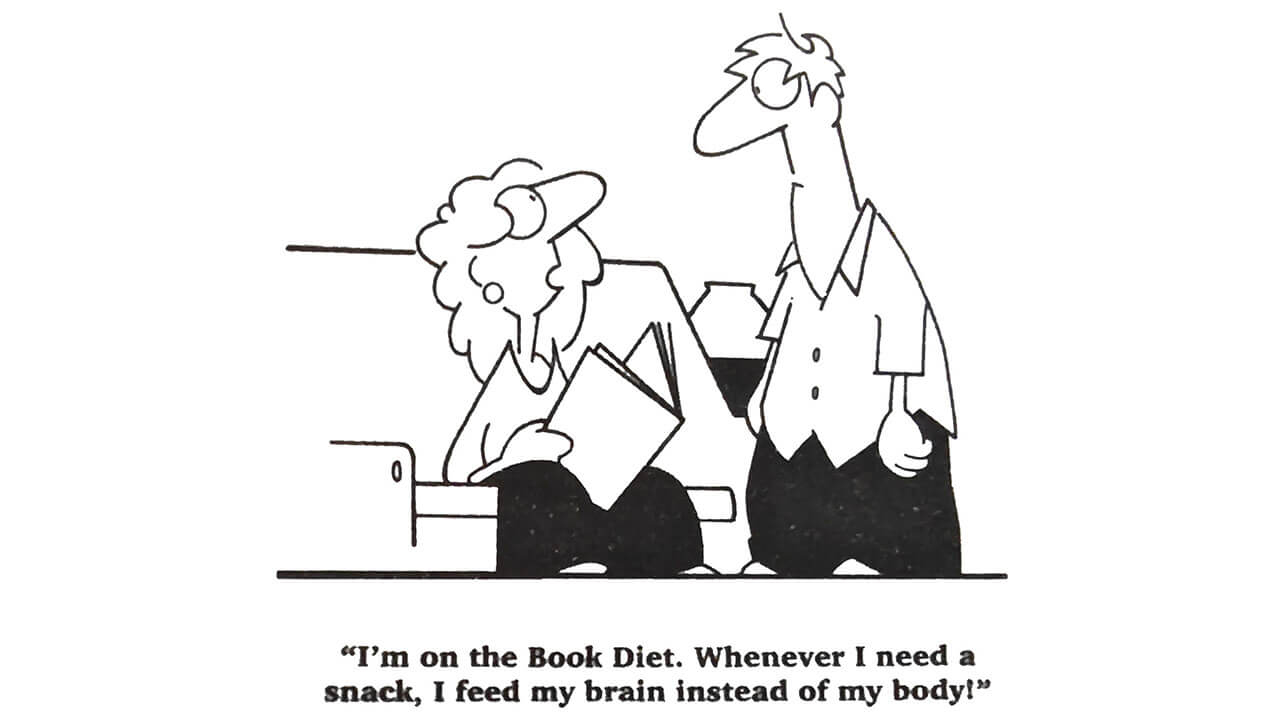 “I’m on the Book Diet. Whenever I need a
snack, I feed my brain instead of my body!”